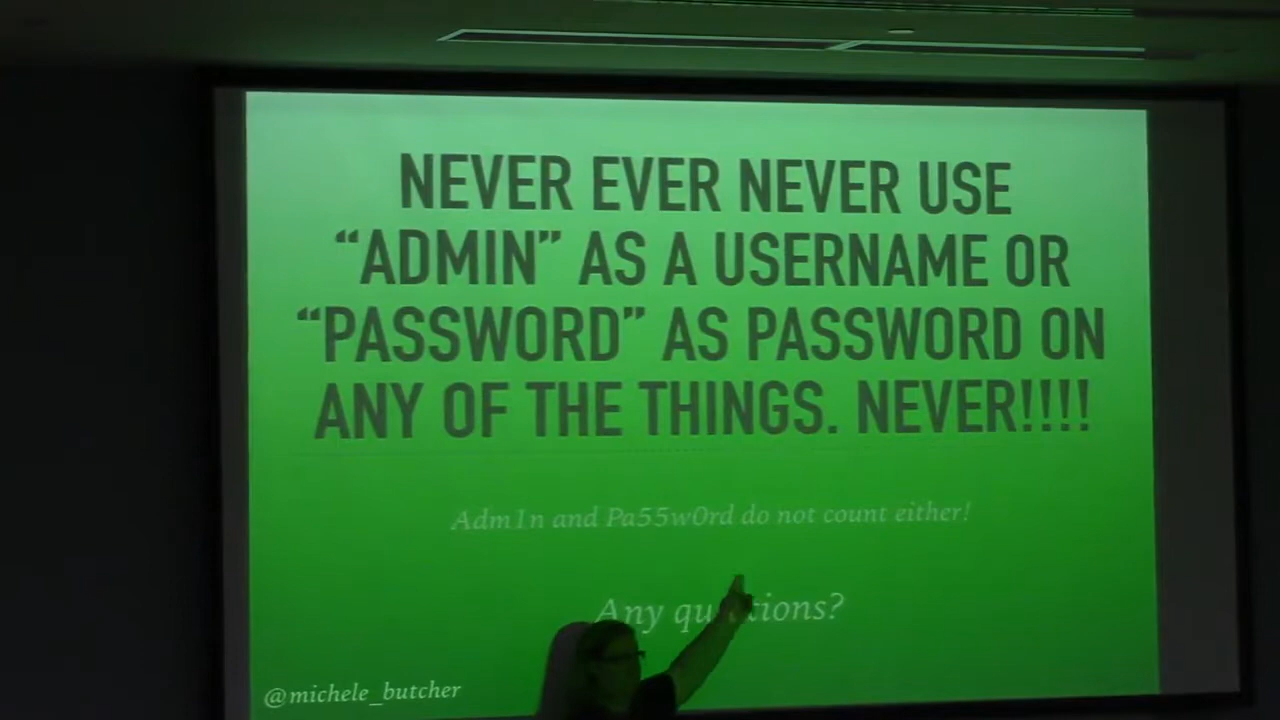 NEVER EVER NEVER USE
“ADMIN” AS A USERNAME OR
“PASSWORD” AS PASSWORD ON
ANY OF THE THINGS. NEVER!!!!
Adm1n and Pa55w0rd do not count either!
Any questions?
@michele_butcher